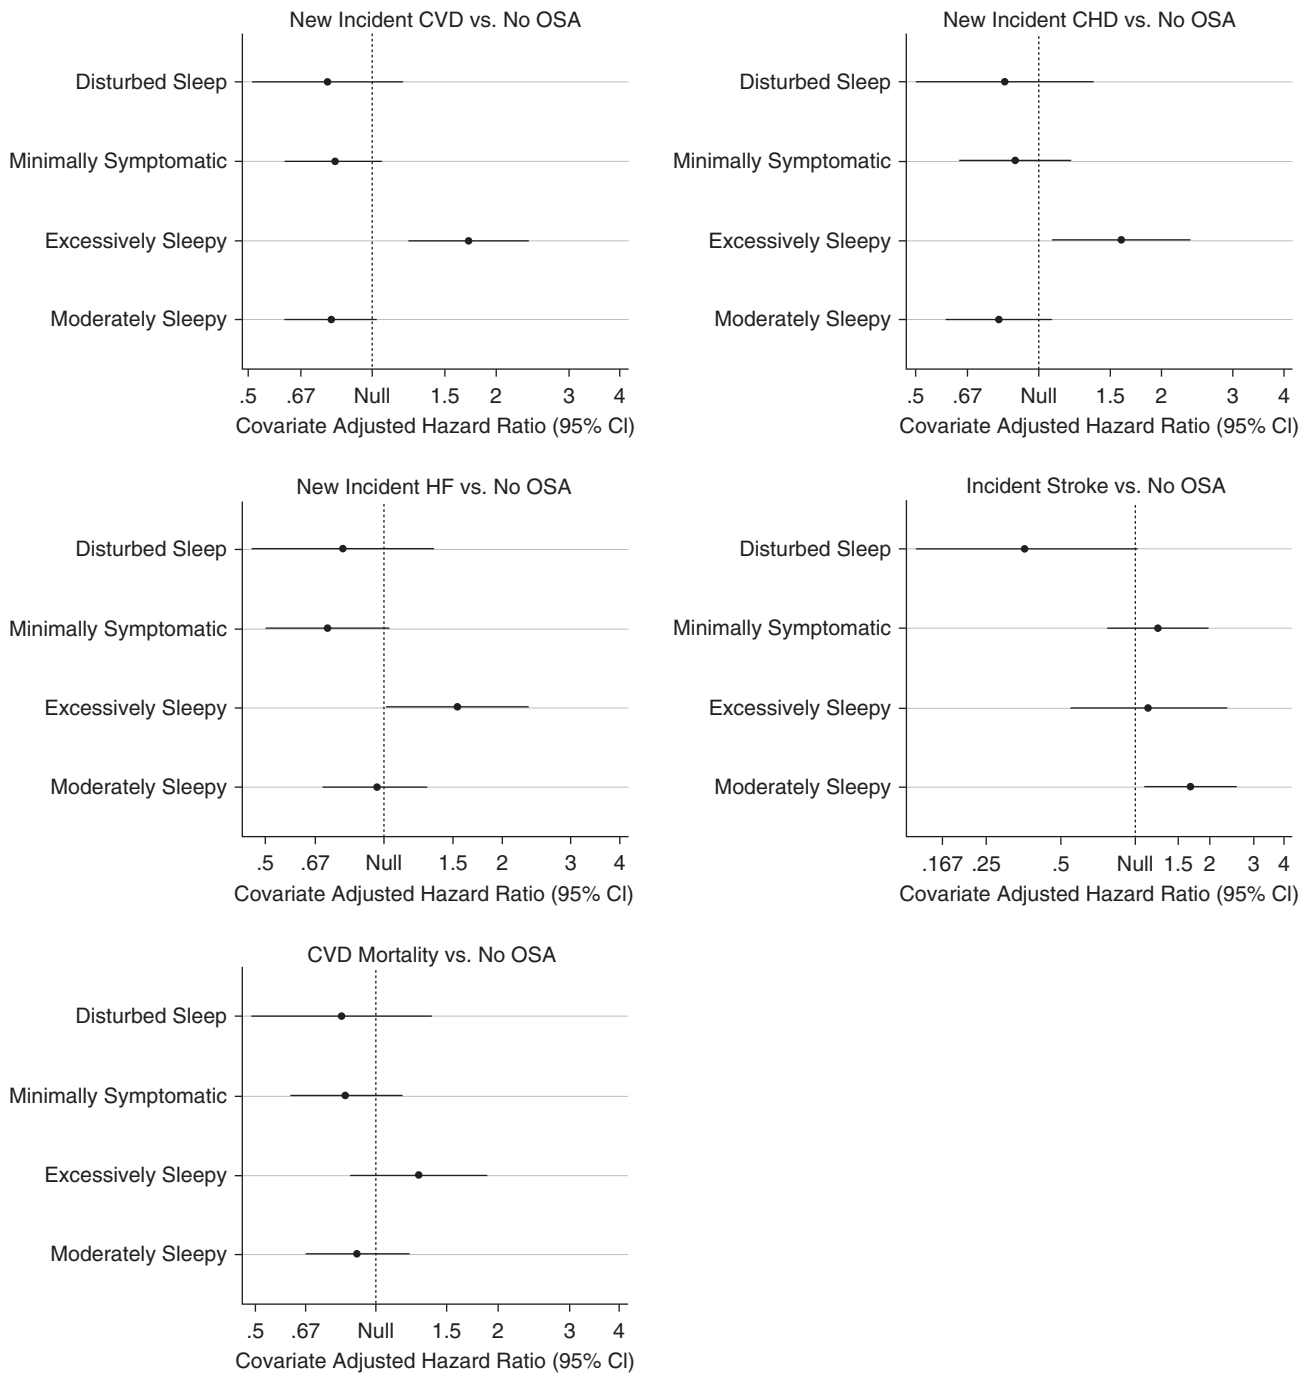 New Incident CVD vs. No OSA
Disturbed Sleep
Minimally Symptomatic
Excessively Sleepy
Moderately Sleepy
.5 .67 Null 1.5 2 3 4
Covariate Adjusted Hazard Ratio (95% CI)
New Incident CHD vs. No OSA
Disturbed Sleep
Minimally Symptomatic
Excessively Sleepy
Moderately Sleepy
.5 .67 Null 1.5 2 3 4
Covariate Adjusted Hazard Ratio (95% CI)
New Incident HF vs. No OSA
Disturbed Sleep
Minimally Symptomatic
Excessively Sleepy
Moderately Sleepy
.5 .67 Null 1.5 2 3 4
Covariate Adjusted Hazard Ratio (95% CI)
Incident Stroke vs. No OSA
Disturbed Sleep
Minimally Symptomatic
Excessively Sleepy
Moderately Sleepy
.167 .25 .5 Null 1.5 2 3 4
Covariate Adjusted Hazard Ratio (95% CI)
CVD Mortality vs. No OSA
Disturbed Sleep
Minimally Symptomatic
Excessively Sleepy
Moderately Sleepy
.5 .67 Null 1.5 2 3 4
Covariate Adjusted Hazard Ratio (95% CI)